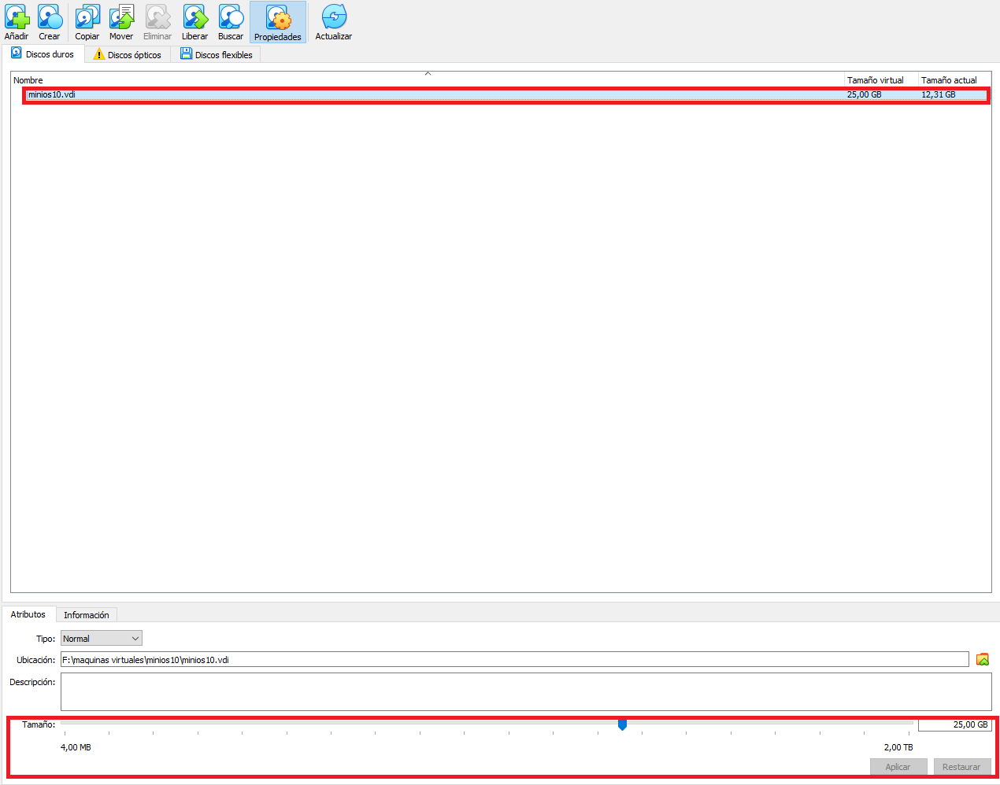 Añadir Crear Copiar Mover Eliminar Liberar Buscar Propiedades Actualizar
Discos duros Discos ópticos Discos flexibles
Nombre Tamaño virtual Tamaño actual
minios10.vdi 25,00 GB 12,31 GB
Atributos Información
Tipo: Normal
Ubicación: F:\maquinas virtuales\minios10\minios10.vdi
Descripción:
Tamaño: 25,00 GB
4,00 MB 2,00 TB
Aplicar Restaurar